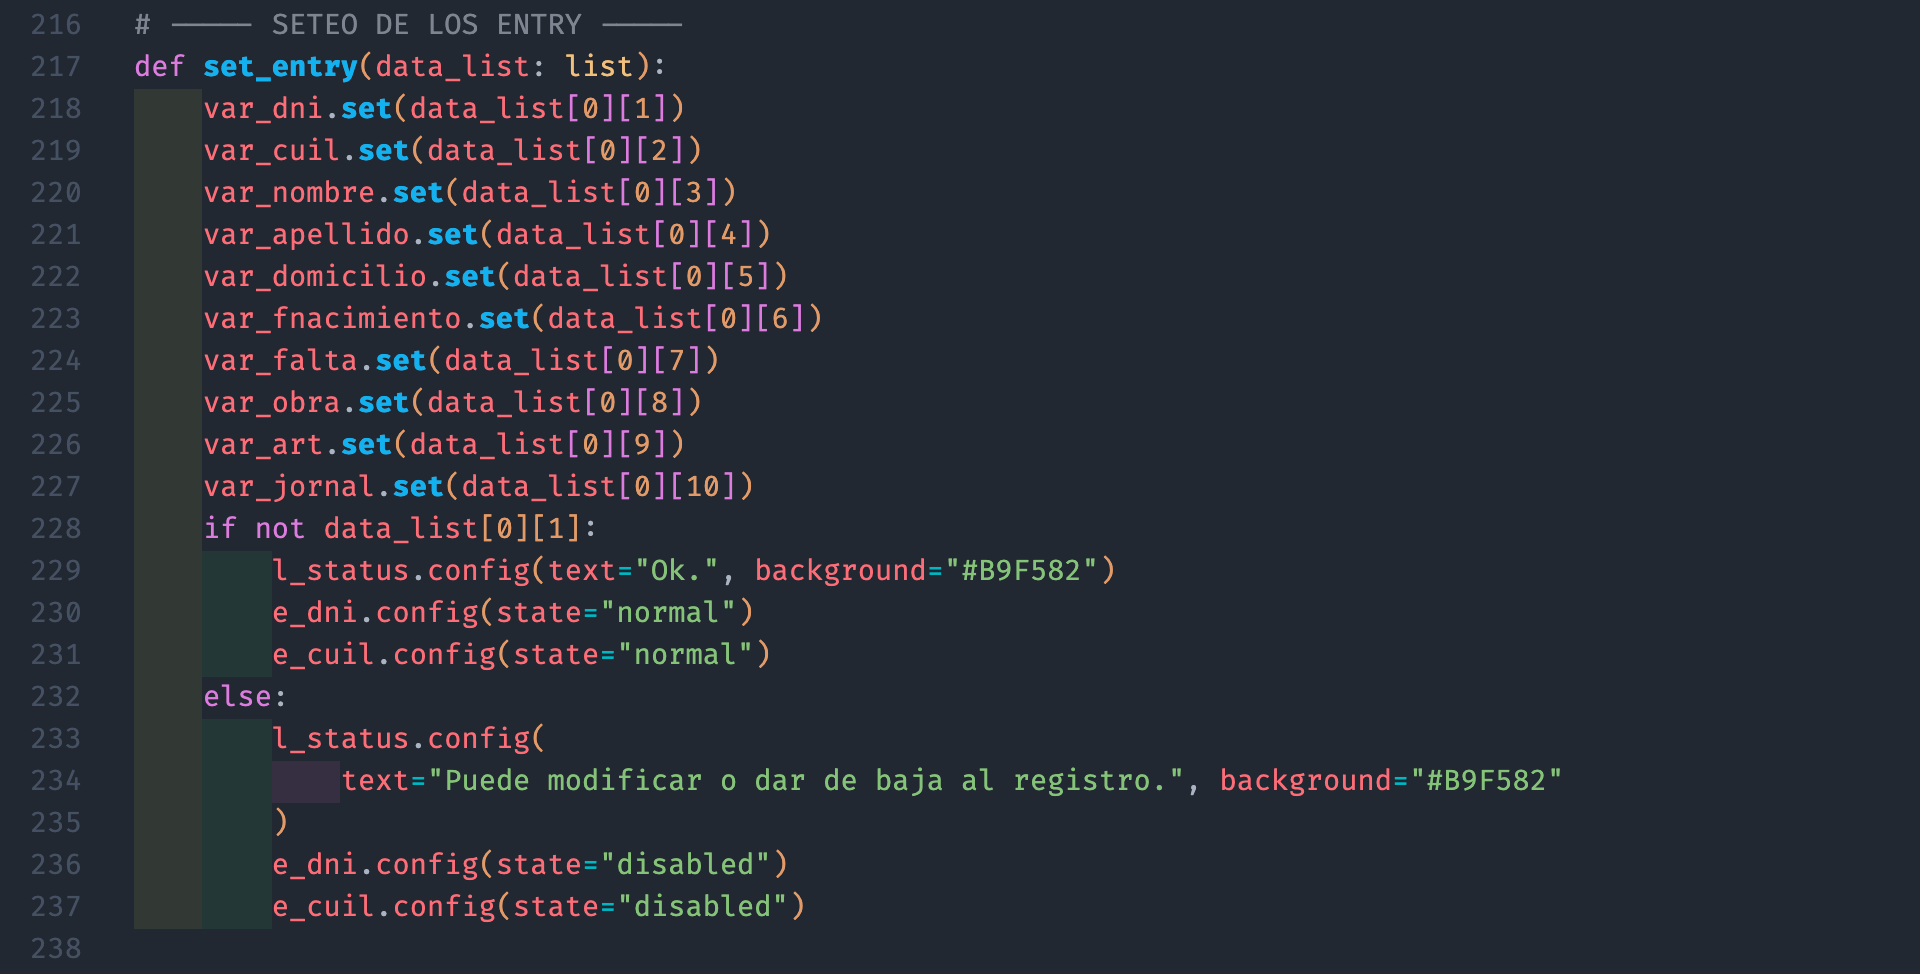 216 # ───── SETEO DE LOS ENTRY ─────
217 def set_entry(data_list: list):
218     var_dni.set(data_list[0][1])
219     var_cuil.set(data_list[0][2])
220     var_nombre.set(data_list[0][3])
221     var_apellido.set(data_list[0][4])
222     var_domicilio.set(data_list[0][5])
223     var_fnacimiento.set(data_list[0][6])
224     var_falta.set(data_list[0][7])
225     var_obra.set(data_list[0][8])
226     var_art.set(data_list[0][9])
227     var_jornal.set(data_list[0][10])
228     if not data_list[0][1]:
229         l_status.config(text="Ok.", background="#B9F582")
230         e_dni.config(state="normal")
231         e_cuil.config(state="normal")
232     else:
233         l_status.config(
234             text="Puede modificar o dar de baja al registro.", background="#B9F582"
235         )
236         e_dni.config(state="disabled")
237         e_cuil.config(state="disabled")
238